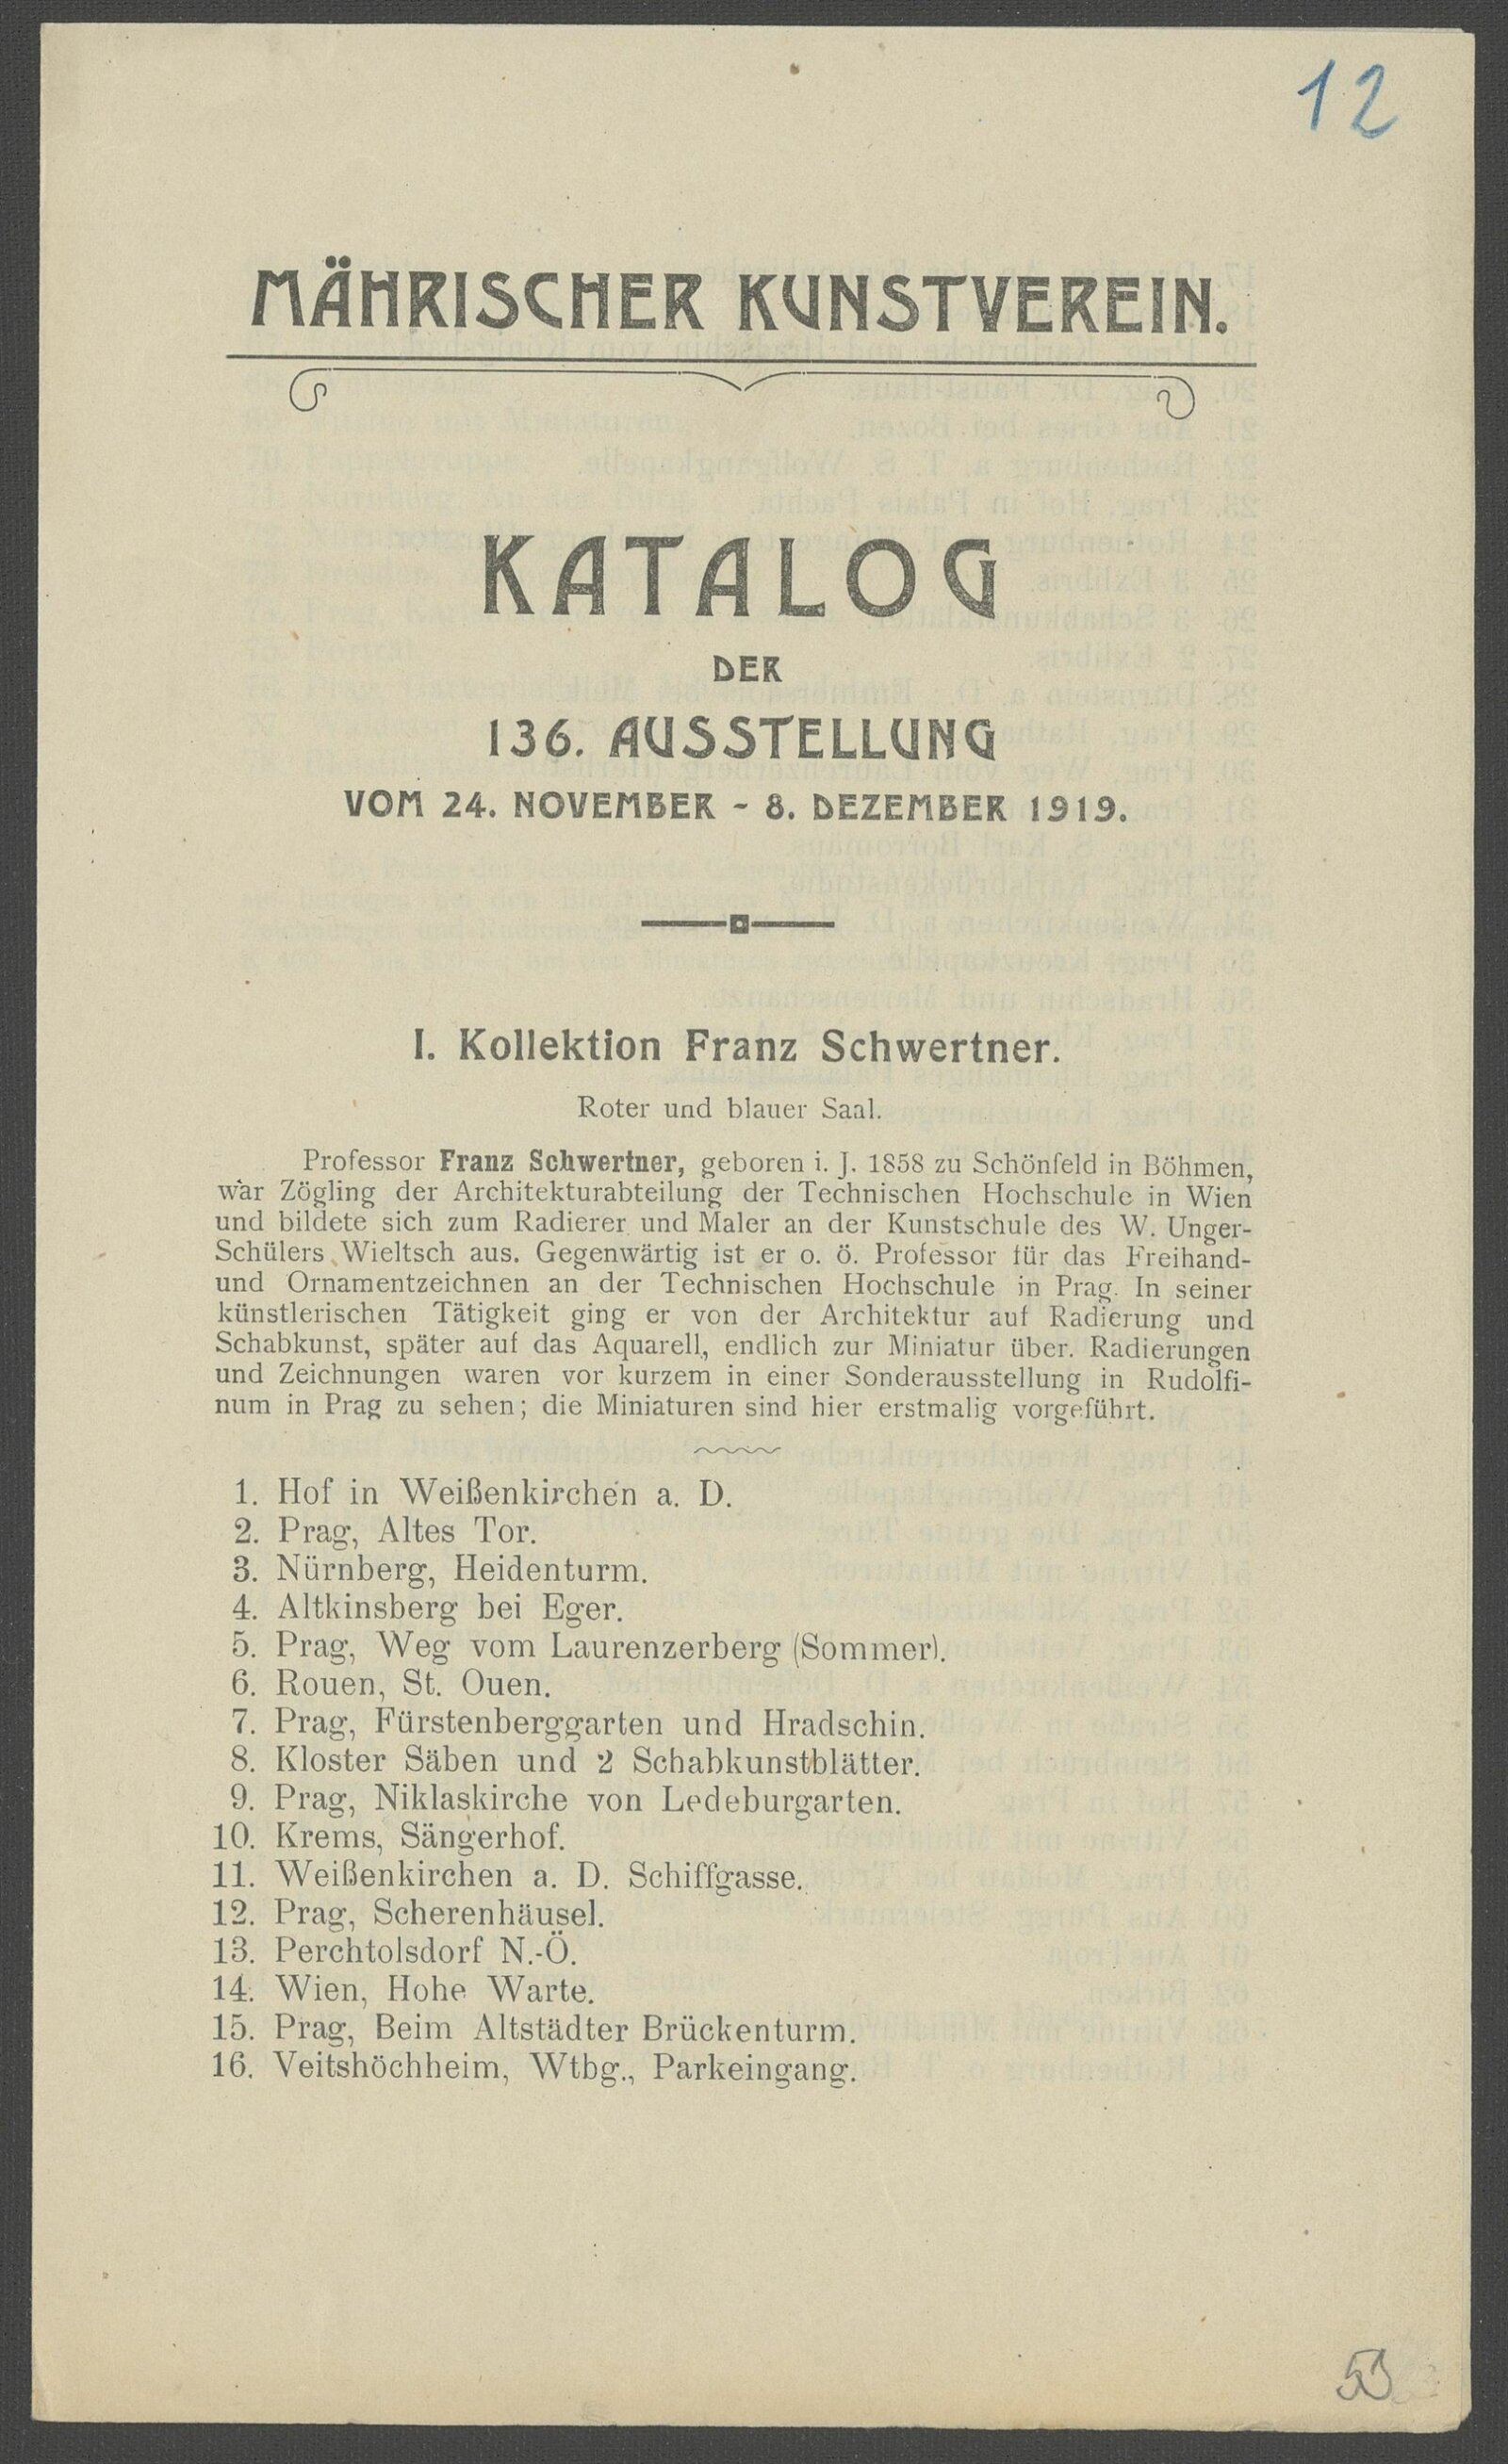 12
MÄHRISCHER KUNSTVEREIN.
KATALOG
DER
136. AUSSTELLUNG
VOM 24. NOVEMBER - 8. DEZEMBER 1919.
I. Kollektion Franz Schwertner.
Roter und blauer Saal.
Professor Franz Schwertner, geboren i. J. 1858 zu Schönfeld in Böhmen,
war Zögling der Architekturabteilung der Technischen Hochschule in Wien
und bildete sich zum Radierer und Maler an der Kunstschule des W. Unger-
Schülers Wieltsch aus. Gegenwärtig ist er o. ö. Professor für das Freihand-
und Ornamentzeichnen an der Technischen Hochschule in Prag. In seiner
künstlerischen Tätigkeit ging er von der Architektur auf Radierung und
Schabkunst, später auf das Aquarell, endlich zur Miniatur über. Radierungen
und Zeichnungen waren vor kurzem in einer Sonderausstellung in Rudolfi-
num in Prag zu sehen; die Miniaturen sind hier erstmalig vorgeführt.
1. Hof in Weißenkirchen a. D.
2. Prag, Altes Tor.
3. Nürnberg, Heidenturm.
4. Altkinsberg bei Eger.
5. Prag, Weg vom Laurenzerberg (Sommer).
6. Rouen, St. Ouen.
7. Prag, Fürstenberggarten und Hradschin.
8. Kloster Säben und 2 Schabkunstblätter.
9. Prag, Niklaskirche von Ledeburgarten.
10. Krems, Sängerhof.
11. Weißenkirchen a. D. Schiffgasse.
12. Prag, Scherenhäusel.
13. Perchtolsdorf N.-Ö.
14. Wien, Hohe Warte.
15. Prag, Beim Altstädter Brückenturm.
16. Veitshöchheim, Wtbg., Parkeingang.